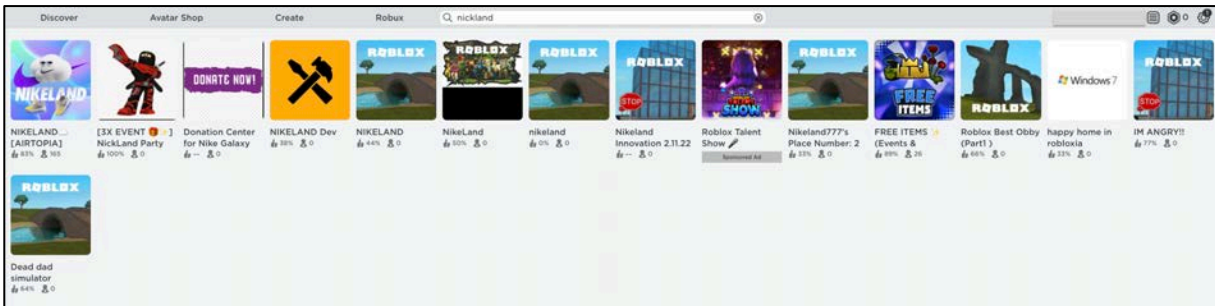 Discover Avatar Shop Create Robux nickland
NIKELAND
ROBLOX
DONATE NOW!
ROBLOX
ROBLOX
ROBLOX
ROBLOX
STOP
SHOW
ROBLOX
FREE ITEMS
ROBLOX
Windows 7
ROBLOX
STOP
NIKELAND...
[AIRTOPIA]
83% 165
[3X EVENT 🎁✨]
NickLand Party
100% 0
Donation Center
for Nike Galaxy
-- 0
NIKELAND Dev
38% 0
NIKELAND
44% 0
NikeLand
50% 0
nikeland
0% 0
Nikeland
Innovation 2.11.22
-- 0
Roblox Talent
Show 🎤
Sponsored Ad
Nikeland777's
Place Number: 2
33% 0
FREE ITEMS ✨
(Events &
89% 26
Roblox Best Obby
(Part1 )
66% 0
happy home in
robloxia
33% 0
IM ANGRY!!
77% 0
ROBLOX
Dead dad
simulator
64% 0